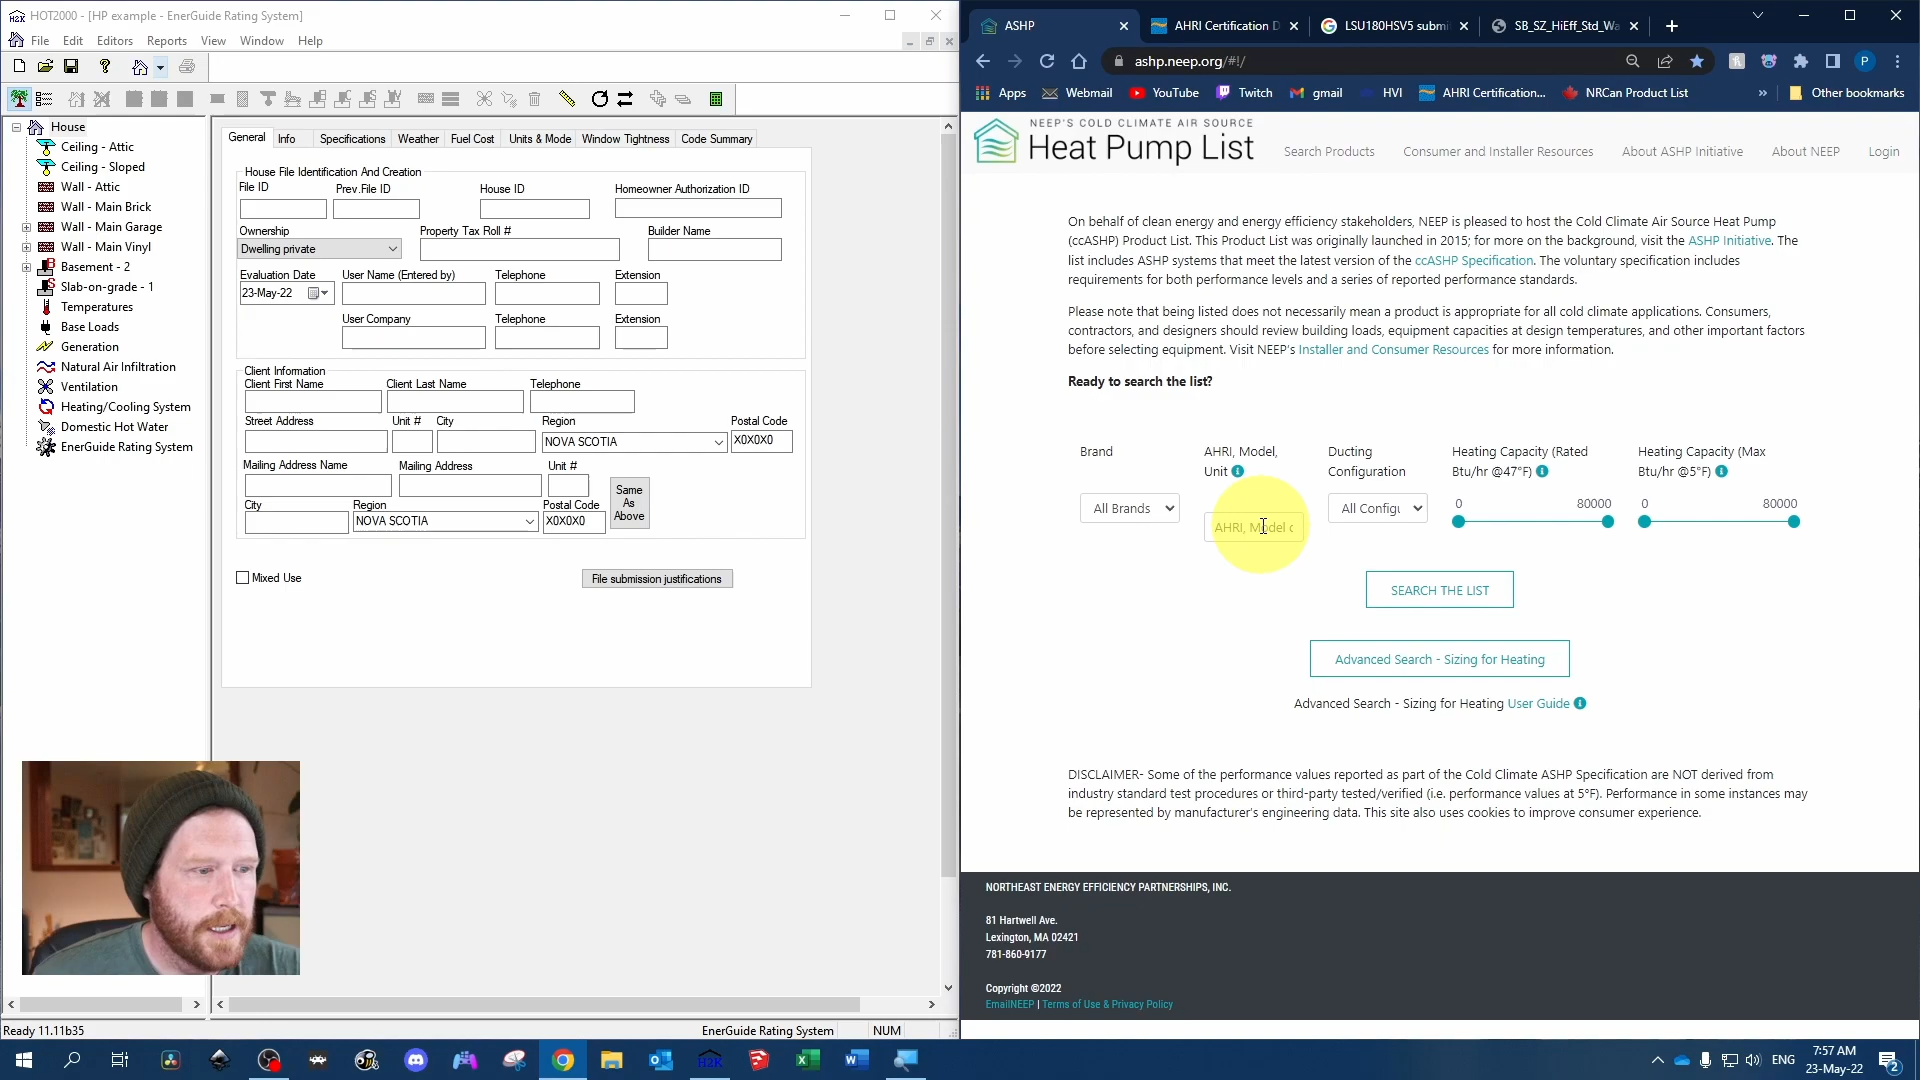 HOT2000 - [HP example - EnerGuide Rating System]
File Edit Editors Reports View Window Help
House
Ceiling - Attic
Ceiling - Sloped
Wall - Attic
Wall - Main Brick
Wall - Main Garage
Wall - Main Vinyl
Basement - 2
Slab-on-grade - 1
Temperatures
Base Loads
Generation
Natural Air Infiltration
Ventilation
Heating/Cooling System
Domestic Hot Water
EnerGuide Rating System
General Info Specifications Weather Fuel Cost Units & Mode Window Tightness Code Summary
House File Identification And Creation
File ID Prev.File ID House ID Homeowner Authorization ID
Ownership Property Tax Roll # Builder Name
Dwelling private
Evaluation Date User Name (Entered by) Telephone Extension
23-May-22
User Company Telephone Extension
Client Information
Client First Name Client Last Name Telephone
Street Address Unit # City Region Postal Code
NOVA SCOTIA X0X0X0
Mailing Address Name Mailing Address Unit #
Same As Above
City Region Postal Code
NOVA SCOTIA X0X0X0
Mixed Use File submission justifications
Ready 11.11b35 EnerGuide Rating System NUM
ASHP AHRI Certification D LSU180HSV5 submi SB_SZ_HiEff_Std_Wa
ashp.neep.org/#!/
Apps Webmail YouTube Twitch gmail HVI AHRI Certification... NRCan Product List » Other bookmarks
NEEP'S COLD CLIMATE AIR SOURCE
Heat Pump List
Search Products Consumer and Installer Resources About ASHP Initiative About NEEP Login
On behalf of clean energy and energy efficiency stakeholders, NEEP is pleased to host the Cold Climate Air Source Heat Pump
(ccASHP) Product List. This Product List was originally launched in 2015; for more on the background, visit the ASHP Initiative. The
list includes ASHP systems that meet the latest version of the ccASHP Specification. The voluntary specification includes
requirements for both performance levels and a series of reported performance standards.
Please note that being listed does not necessarily mean a product is appropriate for all cold climate applications. Consumers,
contractors, and designers should review building loads, equipment capacities at design temperatures, and other important factors
before selecting equipment. Visit NEEP's Installer and Consumer Resources for more information.
Ready to search the list?
Brand AHRI, Model, Ducting Heating Capacity (Rated Heating Capacity (Max
Unit Configuration Btu/hr @47°F) Btu/hr @5°F)
All Brands AHRI, Model o All Configu 0 80000 0 80000
SEARCH THE LIST
Advanced Search - Sizing for Heating
Advanced Search - Sizing for Heating User Guide
DISCLAIMER- Some of the performance values reported as part of the Cold Climate ASHP Specification are NOT derived from
industry standard test procedures or third-party tested/verified (i.e. performance values at 5°F). Performance in some instances may
be represented by manufacturer's engineering data. This site also uses cookies to improve consumer experience.
NORTHEAST ENERGY EFFICIENCY PARTNERSHIPS, INC.
81 Hartwell Ave.
Lexington, MA 02421
781-860-9177
Copyright ©2022
EmailNEEP | Terms of Use & Privacy Policy
ENG 7:57 AM
23-May-22
2